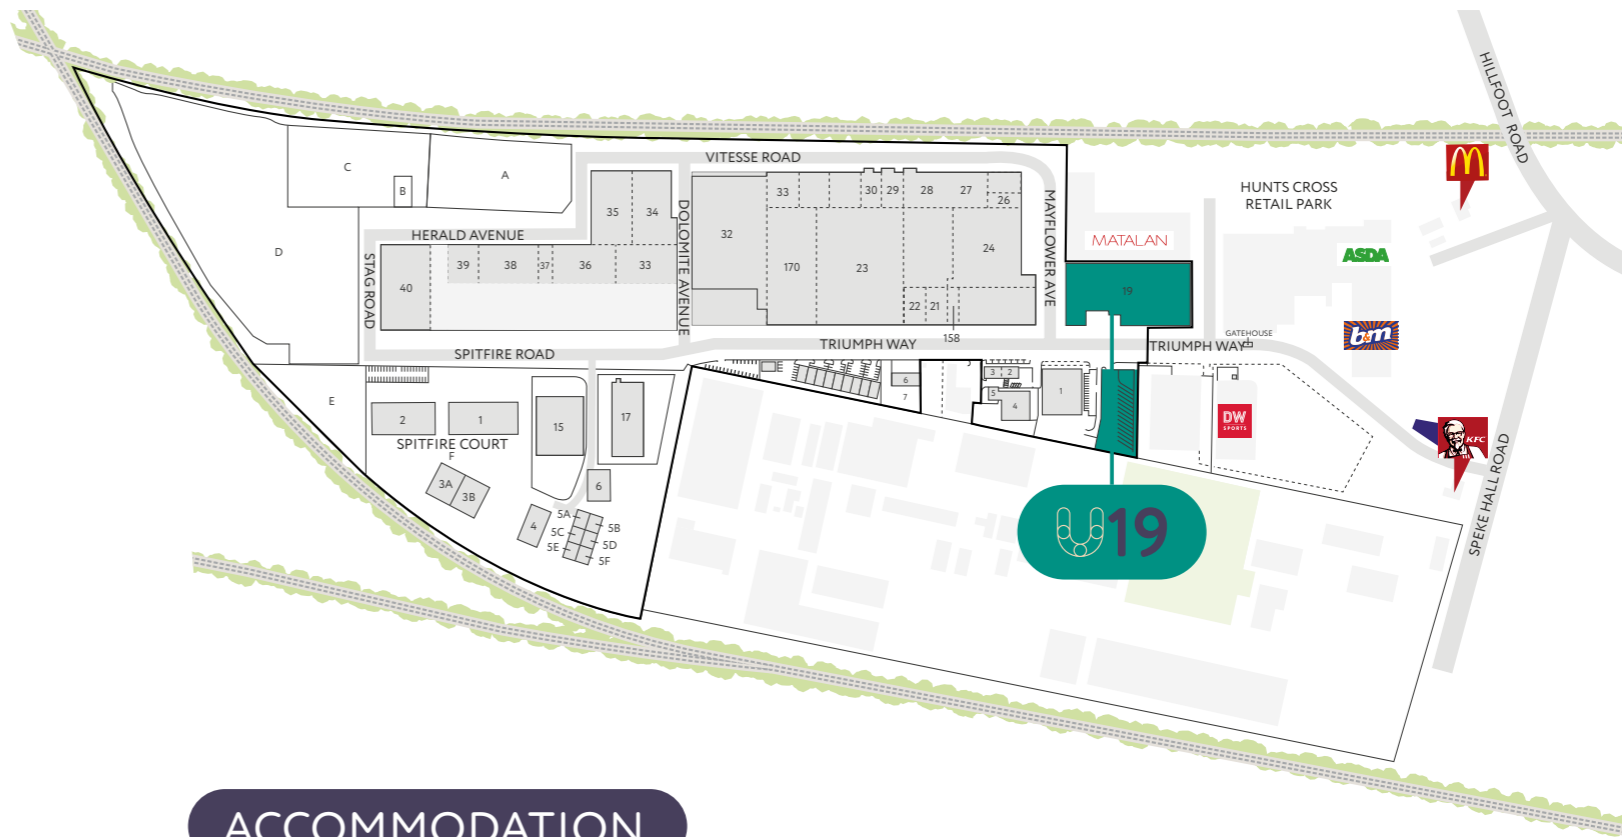 HILLFOOT ROAD
VITESSE ROAD
C
A
B
HUNTS CROSS
RETAIL PARK
33
30
29
28
27
26
35
34
DOLOMITE AVENUE
MAYFLOWER AVE
HERALD AVENUE
32
MATALAN
24
ASDA
D
STAG ROAD
39
38
37
36
33
170
23
40
19
22
21
15B
b&m
GATEHOUSE
SPITFIRE ROAD
TRIUMPH WAY
TRIUMPH WAY
E
2
1
SPITFIRE COURT
F
15
17
6
7
3
2
5
4
1
DW
SPORTS
KFC
SPEKE HALL ROAD
3A
3B
6
4
5A
5B
5C
5D
5E
5F
U19
ACCOMMODATION